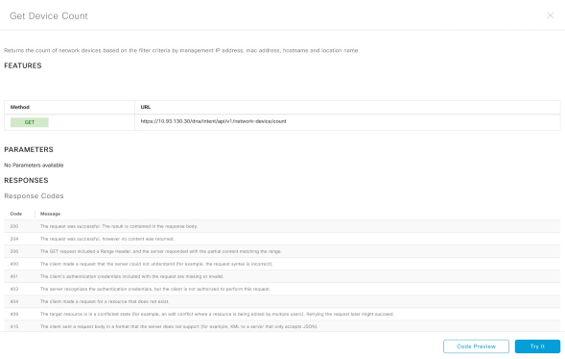 Get Device Count
Returns the count of network devices based on the filter criteria by management IP address, mac address, hostname and location name
FEATURES
Method URL
GET https://10.93.130.30/dna/intent/api/v1/network-device/count
PARAMETERS
No Parameters available
RESPONSES
Response Codes
Code Message
200 The request was successful. The result is contained in the response body.
204 The request was successful, however no content was returned.
206 The GET request included a Range Header, and the server responded with the partial content matching the range.
400 The client made a request that the server could not understand (for example, the request syntax is incorrect)
401 The client's authentication credentials included with the request are missing or invalid
403 The server recognizes the authentication credentials, but the client is not authorized to perform this request.
404 The client made a request for a resource that does not exist.
409 The target resource is in a conflicted state (for example, an edit conflict where a resource is being edited by multiple users). Retrying the request later might succeed.
415 The client sent a request body in a format that the server does not support (for example, XML to a server that only accepts JSON).
Code Preview Try It